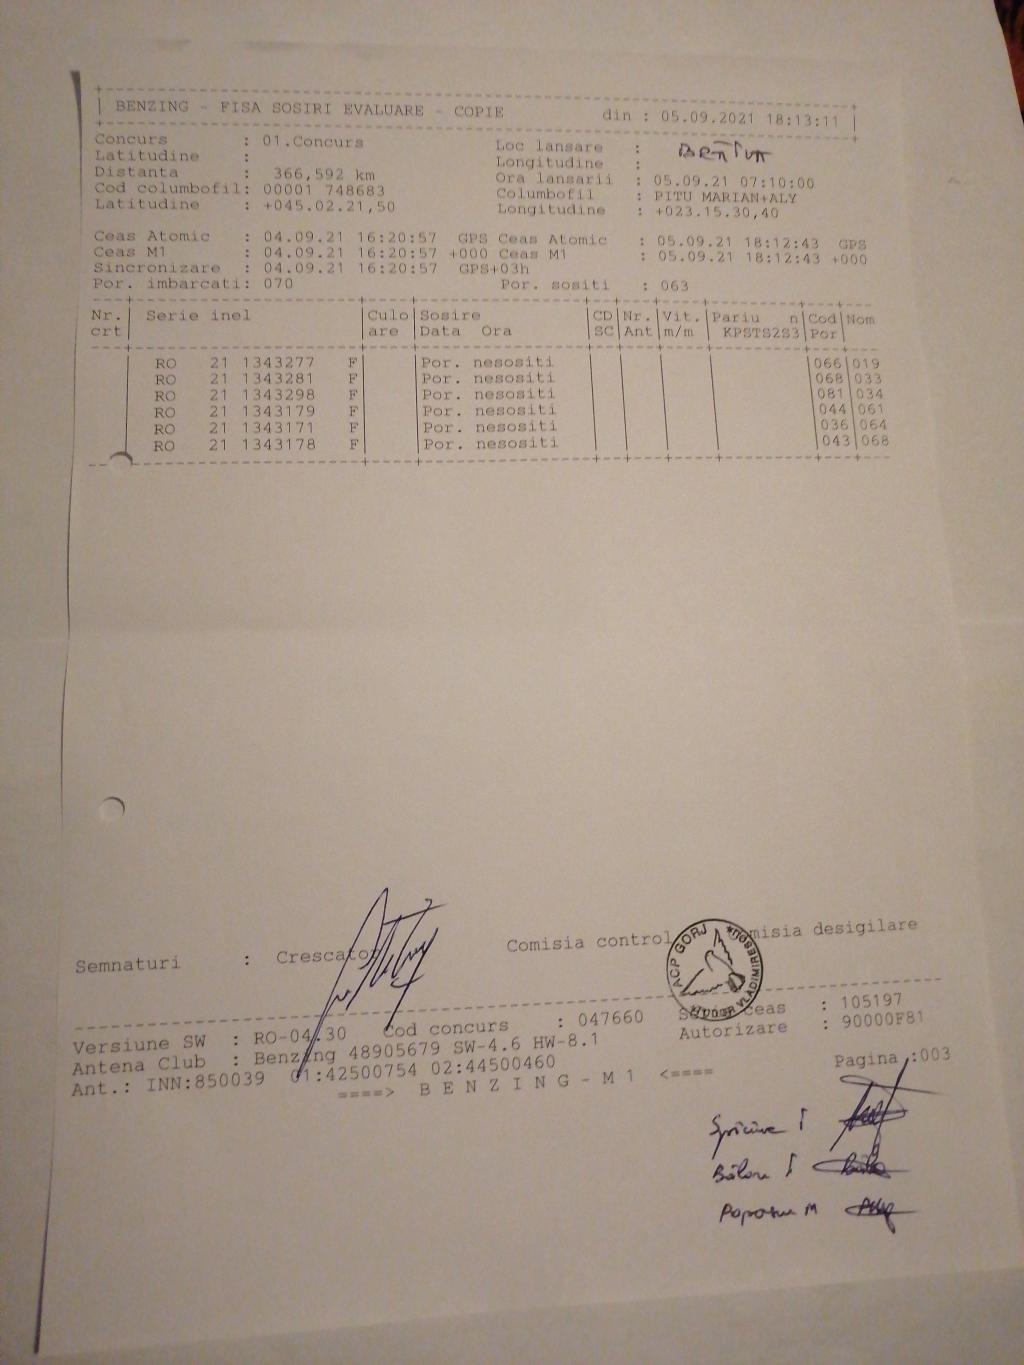 BENZING - FISA SOSIRI EVALUARE - COPIE din : 05.09.2021 18:13:11
Concurs : 01.Concurs Loc lansare :
Latitudine : Longitudine :
Distanta : 366,592 km Ora lansarii : 05.09.21 07:10:00
Cod columbofil: 00001 748683 Columbofil : PITU MARIAN+ALY
Latitudine : +045.02.21,50 Longitudine : +023.15.30,40
Ceas Atomic : 04.09.21 16:20:57 GPS Ceas Atomic : 05.09.21 18:12:43 GPS
Ceas M1 : 04.09.21 16:20:57 +000 Ceas M1 : 05.09.21 18:12:43 +000
Sincronizare : 04.09.21 16:20:57 GPS+03h
Por. imbarcati: 070 Por. sositi : 063
Nr. Serie inel Culo Sosire CD Nr. Vit. Pariu n Cod Nom
crt are Data Ora SC Ant m/m KPSTS2S3 Por
RO 21 1343277 F Por. nesositi 066 019
RO 21 1343281 F Por. nesositi 068 033
RO 21 1343298 F Por. nesositi 081 034
RO 21 1343179 F Por. nesositi 044 061
RO 21 1343171 F Por. nesositi 036 064
RO 21 1343178 F Por. nesositi 043 068
Semnaturi : Crescator Comisia control Comisia desigilare
ACP GORJ
TUDOR VLADIMIRESCU
Versiune SW : RO-04.30 Cod concurs : 047660 Serie ceas : 105197
Antena Club : Benzing 48905679 SW-4.6 HW-8.1 Autorizare : 90000F81
Ant.: INN:850039 01:42500754 02:44500460 Pagina :003
====> B E N Z I N G - M 1 <====